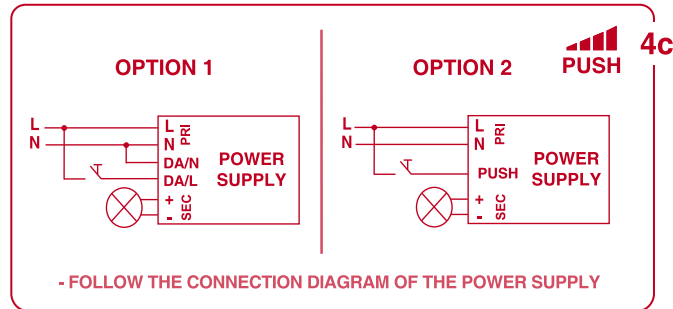 4c
PUSH
OPTION 1
L
N
L
N
PRI
DA/N
DA/L
+
-
SEC
POWER
SUPPLY
OPTION 2
L
N
L
N
PRI
PUSH
+
-
SEC
POWER
SUPPLY
- FOLLOW THE CONNECTION DIAGRAM OF THE POWER SUPPLY